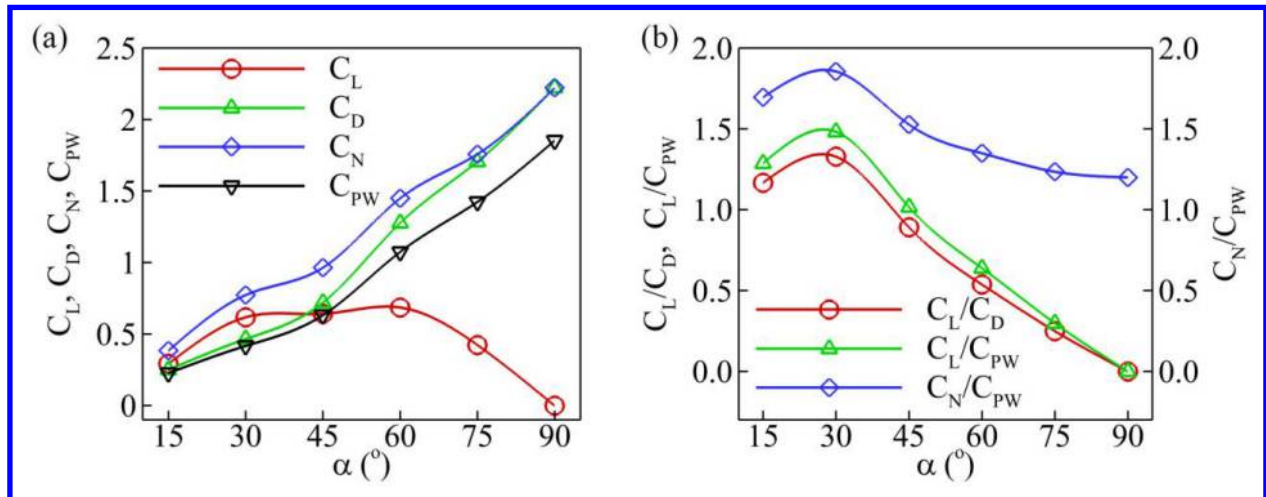 (a)
C_L, C_D, C_N, C_PW
2.5
2
1.5
1
0.5
0
C_L
C_D
C_N
C_PW
15 30 45 60 75 90
α (°)
(b)
C_L/C_D, C_L/C_PW
2.0
1.5
1.0
0.5
0.0
C_L/C_D
C_L/C_PW
C_N/C_PW
15 30 45 60 75 90
α (°)
2.0
1.5
1.0
0.5
0.0
C_N/C_PW